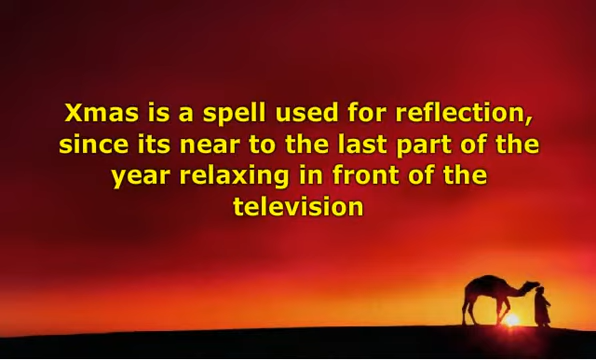 Xmas is a spell used for reflection,
since its near to the last part of the
year relaxing in front of the
television